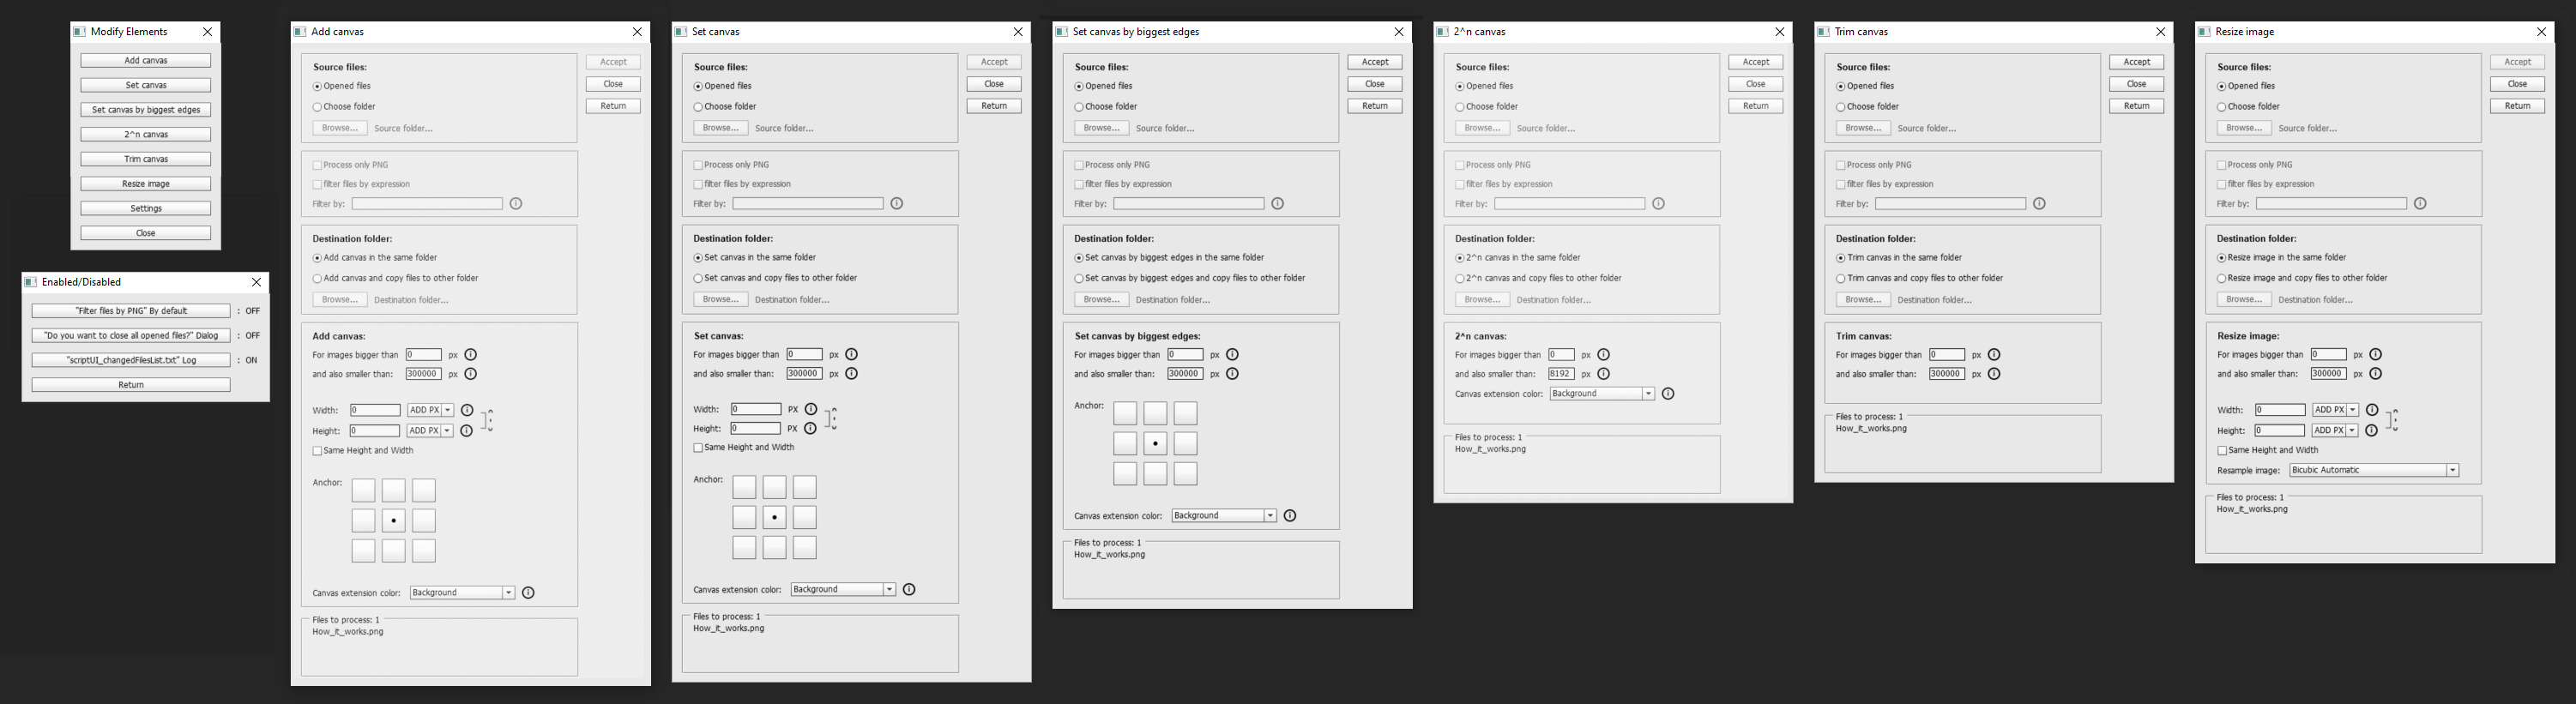 Modify Elements
Add canvas
Set canvas
Set canvas by biggest edges
2^n canvas
Trim canvas
Resize image
Settings
Close
Enabled/Disabled
"Filter files by PNG" By default : OFF
"Do you want to close all opened files?" Dialog : OFF
"scriptUI_changedFilesList.txt" Log : ON
Return
Add canvas
Source files:
Opened files
Choose folder
Browse... Source folder...
Accept
Close
Return
Process only PNG
filter files by expression
Filter by:
Destination folder:
Add canvas in the same folder
Add canvas and copy files to other folder
Browse... Destination folder...
Add canvas:
For images bigger than 0 px
and also smaller than: 300000 px
Width: 0 ADD PX
Height: 0 ADD PX
Same Height and Width
Anchor:
Canvas extension color: Background
Files to process: 1
How_it_works.png
Set canvas
Source files:
Opened files
Choose folder
Browse... Source folder...
Accept
Close
Return
Process only PNG
filter files by expression
Filter by:
Destination folder:
Set canvas in the same folder
Set canvas and copy files to other folder
Browse... Destination folder...
Set canvas:
For images bigger than 0 px
and also smaller than: 300000 px
Width: 0 PX
Height: 0 PX
Same Height and Width
Anchor:
Canvas extension color: Background
Files to process: 1
How_it_works.png
Set canvas by biggest edges
Source files:
Opened files
Choose folder
Browse... Source folder...
Accept
Close
Return
Process only PNG
filter files by expression
Filter by:
Destination folder:
Set canvas by biggest edges in the same folder
Set canvas by biggest edges and copy files to other folder
Browse... Destination folder...
Set canvas by biggest edges:
For images bigger than 0 px
and also smaller than: 300000 px
Anchor:
Canvas extension color: Background
Files to process: 1
How_it_works.png
2^n canvas
Source files:
Opened files
Choose folder
Browse... Source folder...
Accept
Close
Return
Process only PNG
filter files by expression
Filter by:
Destination folder:
2^n canvas in the same folder
2^n canvas and copy files to other folder
Browse... Destination folder...
2^n canvas:
For images bigger than 0 px
and also smaller than: 8192 px
Canvas extension color: Background
Files to process: 1
How_it_works.png
Trim canvas
Source files:
Opened files
Choose folder
Browse... Source folder...
Accept
Close
Return
Process only PNG
filter files by expression
Filter by:
Destination folder:
Trim canvas in the same folder
Trim canvas and copy files to other folder
Browse... Destination folder...
Trim canvas:
For images bigger than 0 px
and also smaller than: 300000 px
Files to process: 1
How_it_works.png
Resize image
Source files:
Opened files
Choose folder
Browse... Source folder...
Accept
Close
Return
Process only PNG
filter files by expression
Filter by:
Destination folder:
Resize image in the same folder
Resize image and copy files to other folder
Browse... Destination folder...
Resize image:
For images bigger than 0 px
and also smaller than: 300000 px
Width: 0 ADD PX
Height: 0 ADD PX
Same Height and Width
Resample image: Bicubic Automatic
Files to process: 1
How_it_works.png